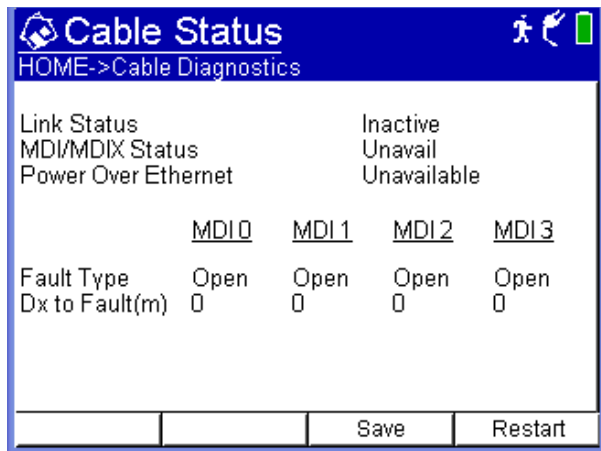 Cable Status
HOME->Cable Diagnostics
Link Status Inactive
MDI/MDIX Status Unavail
Power Over Ethernet Unavailable
MDI 0 MDI 1 MDI 2 MDI 3
Fault Type Open Open Open Open
Dx to Fault(m) 0 0 0 0
Save Restart